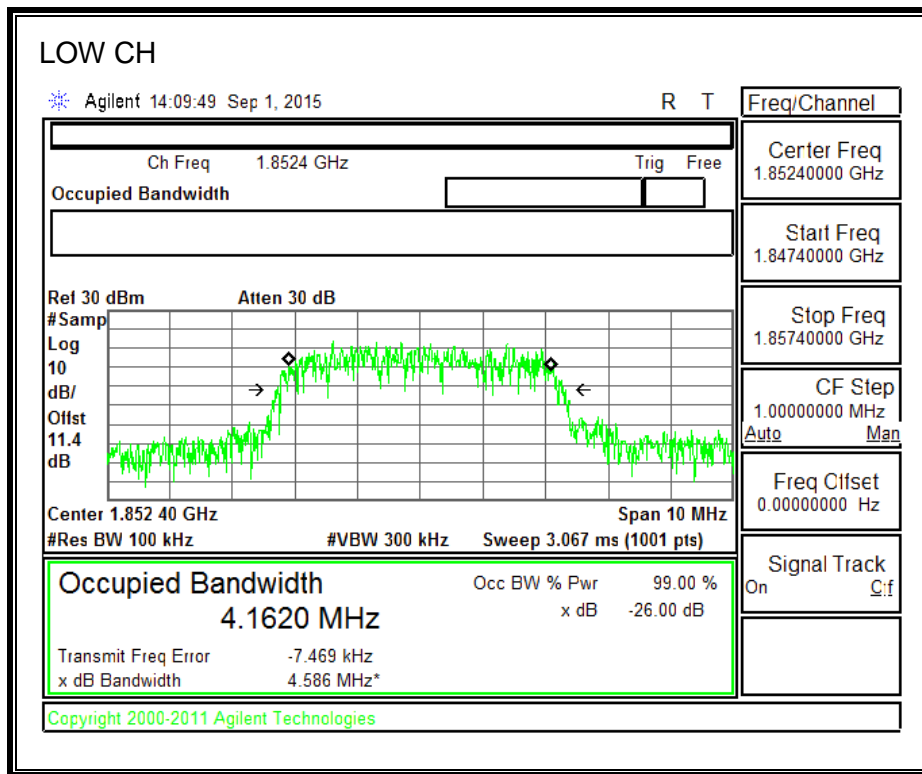 LOW CH
Agilent 14:09:49 Sep 1, 2015 R T
Freq/Channel
Ch Freq 1.8524 GHz Trig Free
Occupied Bandwidth
Center Freq
1.85240000 GHz
Start Freq
1.84740000 GHz
Stop Freq
1.85740000 GHz
CF Step
1.00000000 MHz
Auto Man
Freq Offset
0.00000000 Hz
Signal Track
On Off
Ref 30 dBm Atten 30 dB
#Samp
Log
10
dB/
Offst
11.4
dB
Center 1.852 40 GHz Span 10 MHz
#Res BW 100 kHz #VBW 300 kHz Sweep 3.067 ms (1001 pts)
Occupied Bandwidth Occ BW % Pwr 99.00 %
4.1620 MHz x dB -26.00 dB
Transmit Freq Error -7.469 kHz
x dB Bandwidth 4.586 MHz*
Copyright 2000-2011 Agilent Technologies